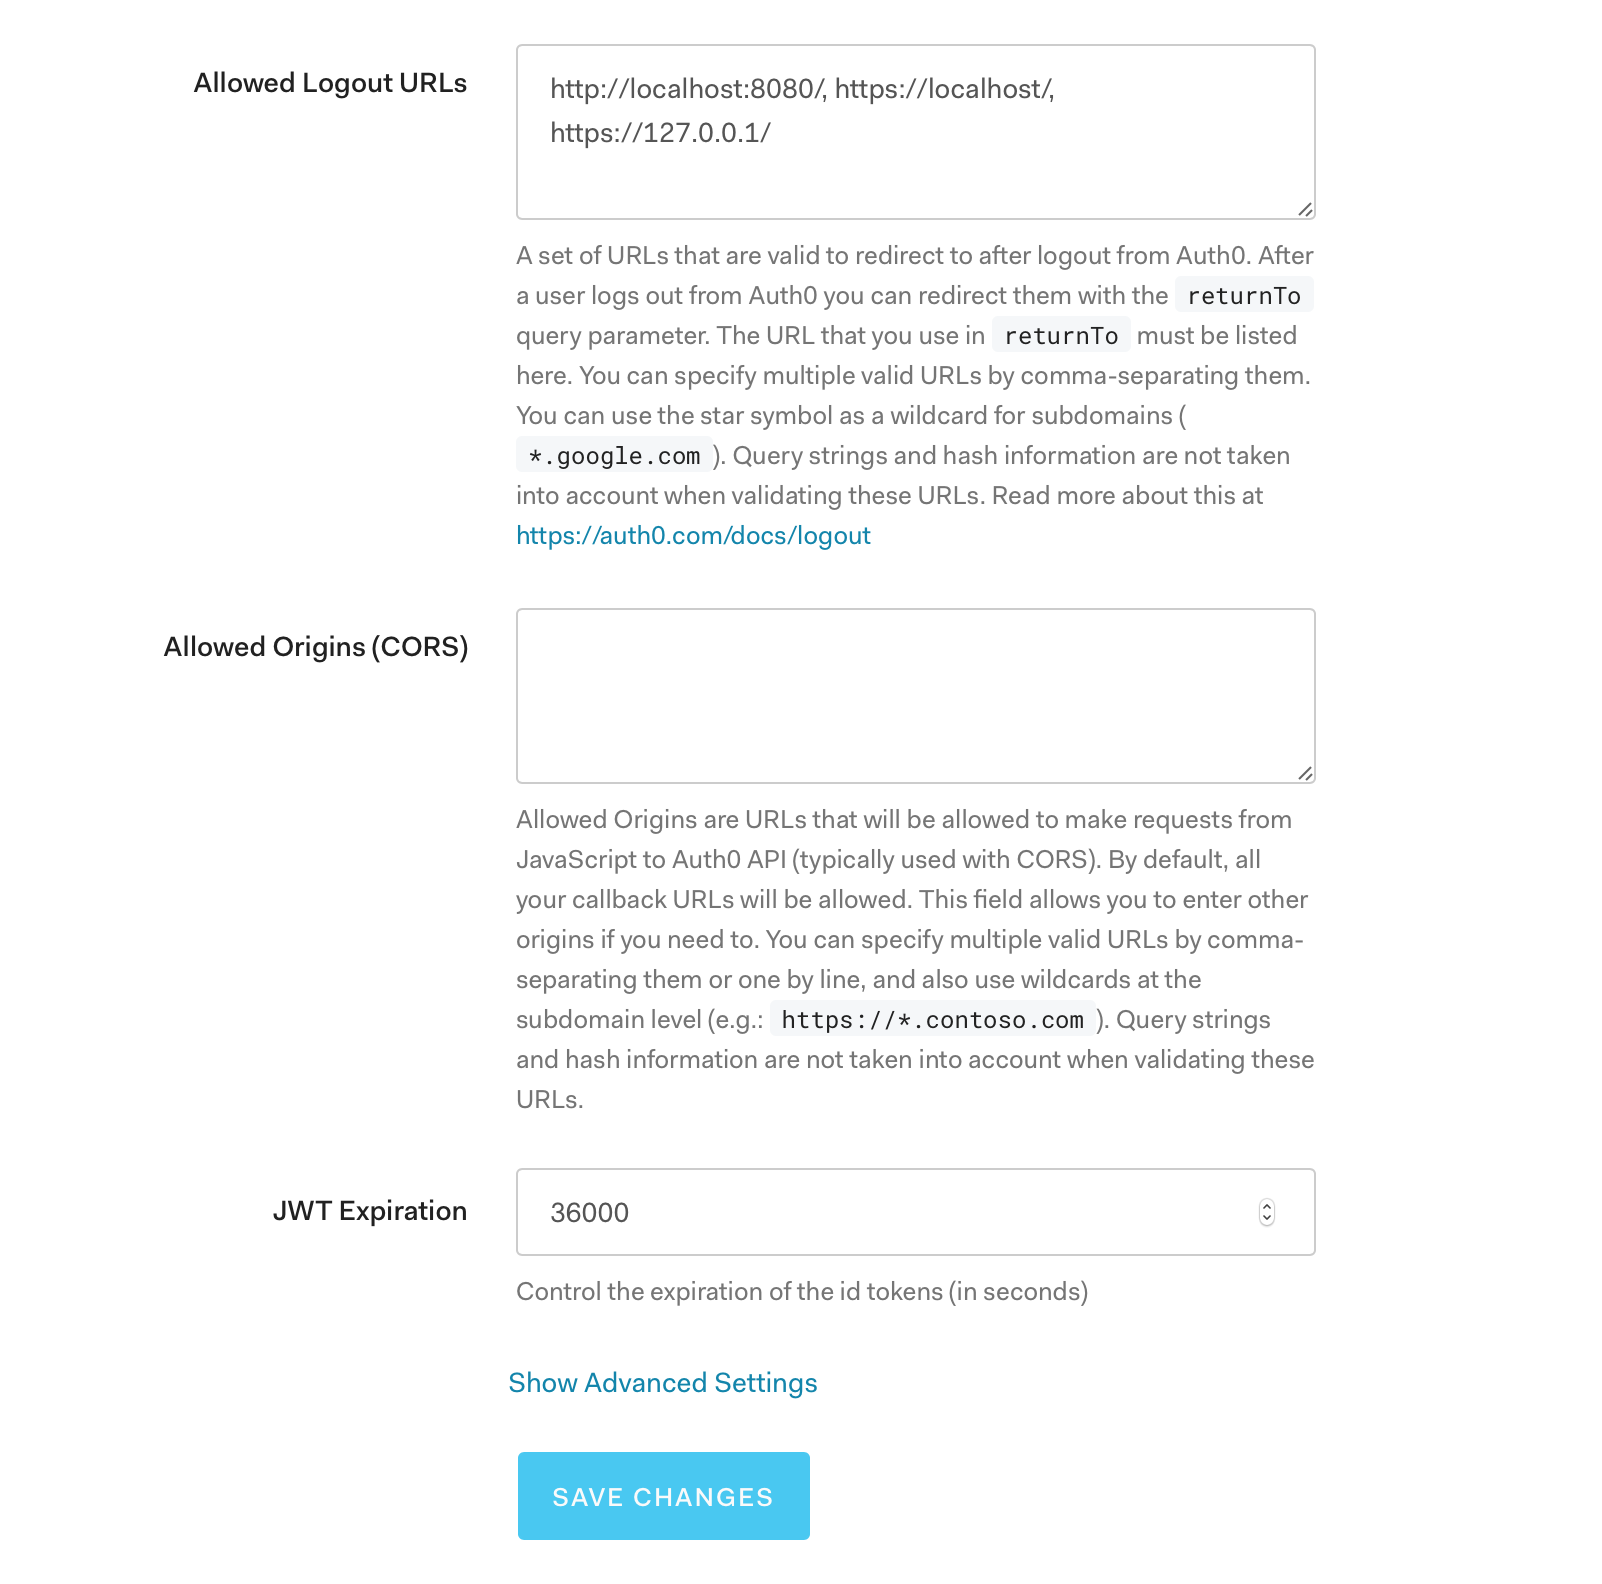 Allowed Logout URLs
http://localhost:8080/, https://localhost/,
https://127.0.0.1/
A set of URLs that are valid to redirect to after logout from Auth0. After
a user logs out from Auth0 you can redirect them with the returnTo
query parameter. The URL that you use in returnTo must be listed
here. You can specify multiple valid URLs by comma-separating them.
You can use the star symbol as a wildcard for subdomains (
*.google.com ). Query strings and hash information are not taken
into account when validating these URLs. Read more about this at
https://auth0.com/docs/logout
Allowed Origins (CORS)
Allowed Origins are URLs that will be allowed to make requests from
JavaScript to Auth0 API (typically used with CORS). By default, all
your callback URLs will be allowed. This field allows you to enter other
origins if you need to. You can specify multiple valid URLs by comma-
separating them or one by line, and also use wildcards at the
subdomain level (e.g.: https://*.contoso.com ). Query strings
and hash information are not taken into account when validating these
URLs.
JWT Expiration
36000
Control the expiration of the id tokens (in seconds)
Show Advanced Settings
SAVE CHANGES